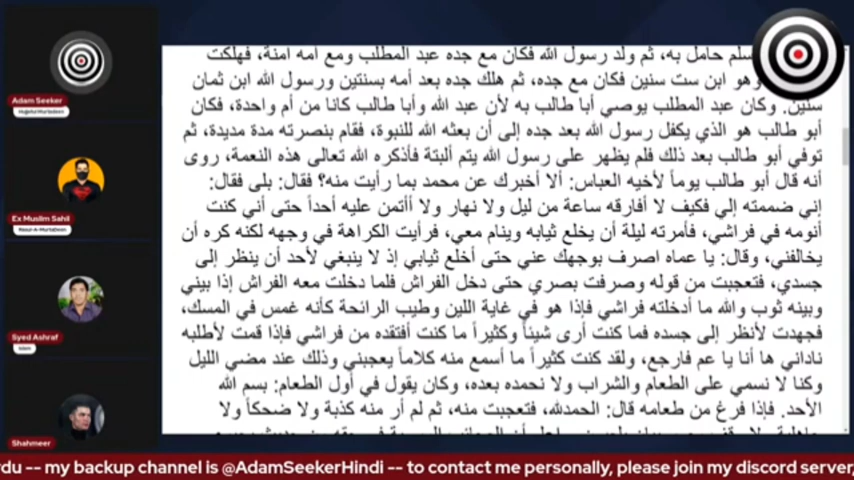 Adam Seeker
Ex Muslim Sahil
Syed Ashraf
Islam
Shahmeer
سلم حامل به، ثم ولد رسول الله فكان مع جده عبد المطلب ومع أمه آمنة، فهلكت
وهو ابن ست سنين فكان مع جده، ثم هلك جده بعد أمه بسنتين ورسول الله ابن ثمان
سنين. وكان عبد المطلب يوصي أبا طالب به لأن عبد الله وأبا طالب كانا من أم واحدة، فكان
أبو طالب هو الذي يكفل رسول الله بعد جده إلى أن بعثه الله للنبوة، فقام بنصرته مدة مديدة، ثم
توفي أبو طالب بعد ذلك فلم يظهر على رسول الله يتم ألبتة فأذكره الله تعالى هذه النعمة، روى
أنه قال أبو طالب يوماً لأخيه العباس: ألا أخبرك عن محمد بما رأيت منه؟ فقال: بلى فقال:
إني ضممته إلي فكيف لا أفارقه ساعة من ليل ولا نهار ولا أأتمن عليه أحداً حتى أني كنت
أنومه في فراشي، فأمرته ليلة أن يخلع ثيابه وينام معي، فرأيت الكراهة في وجهه لكنه كره أن
يخالفني، وقال: يا عماه اصرف بوجهك عني حتى أخلع ثيابي إذ لا ينبغي لأحد أن ينظر إلى
جسدي، فتعجبت من قوله وصرفت بصري حتى دخل الفراش فلما دخلت معه الفراش إذا بيني
وبينه ثوب والله ما أدخلته فراشي فإذا هو في غاية اللين وطيب الرائحة كأنه غمس في المسك،
فجهدت لأنظر إلى جسده فما كنت أرى شيئاً وكثيراً ما كنت أفتقده من فراشي فإذا قمت لأطلبه
ناداني ها أنا يا عم فارجع، ولقد كنت كثيراً ما أسمع منه كلاماً يعجبني وذلك عند مضي الليل
وكنا لا نسمي على الطعام والشراب ولا نحمده بعده، وكان يقول في أول الطعام: بسم الله
الأحد. فإذا فرغ من طعامه قال: الحمدلله، فتعجبت منه، ثم لم أر منه كذبة ولا ضحكاً ولا
rdu -- my backup channel is @AdamSeekerHindi -- to contact me personally, please join my discord server,